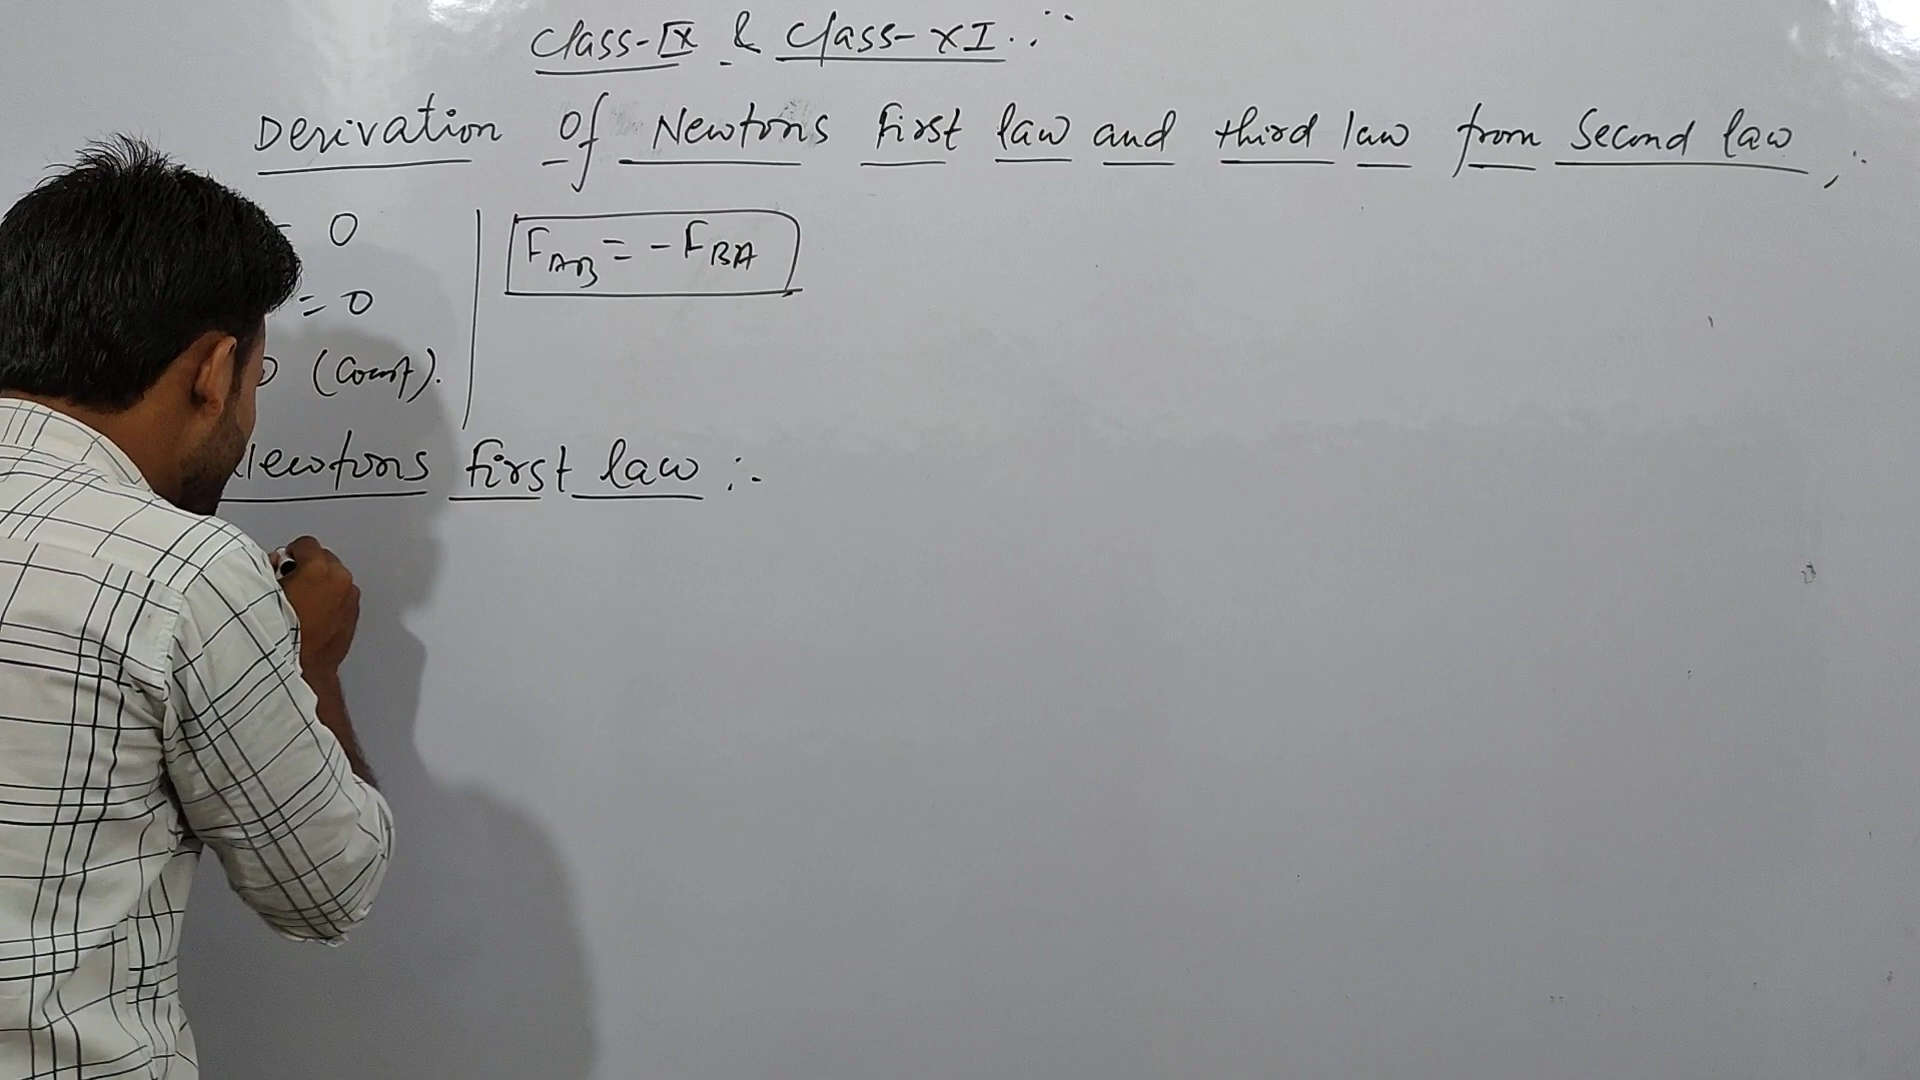 Class-IX & Class-XI :-
Derivation Of Newtons first law and third law from Second law :-
= 0
= 0
(Const).
F_AB = -F_BA
Newtons first law :-